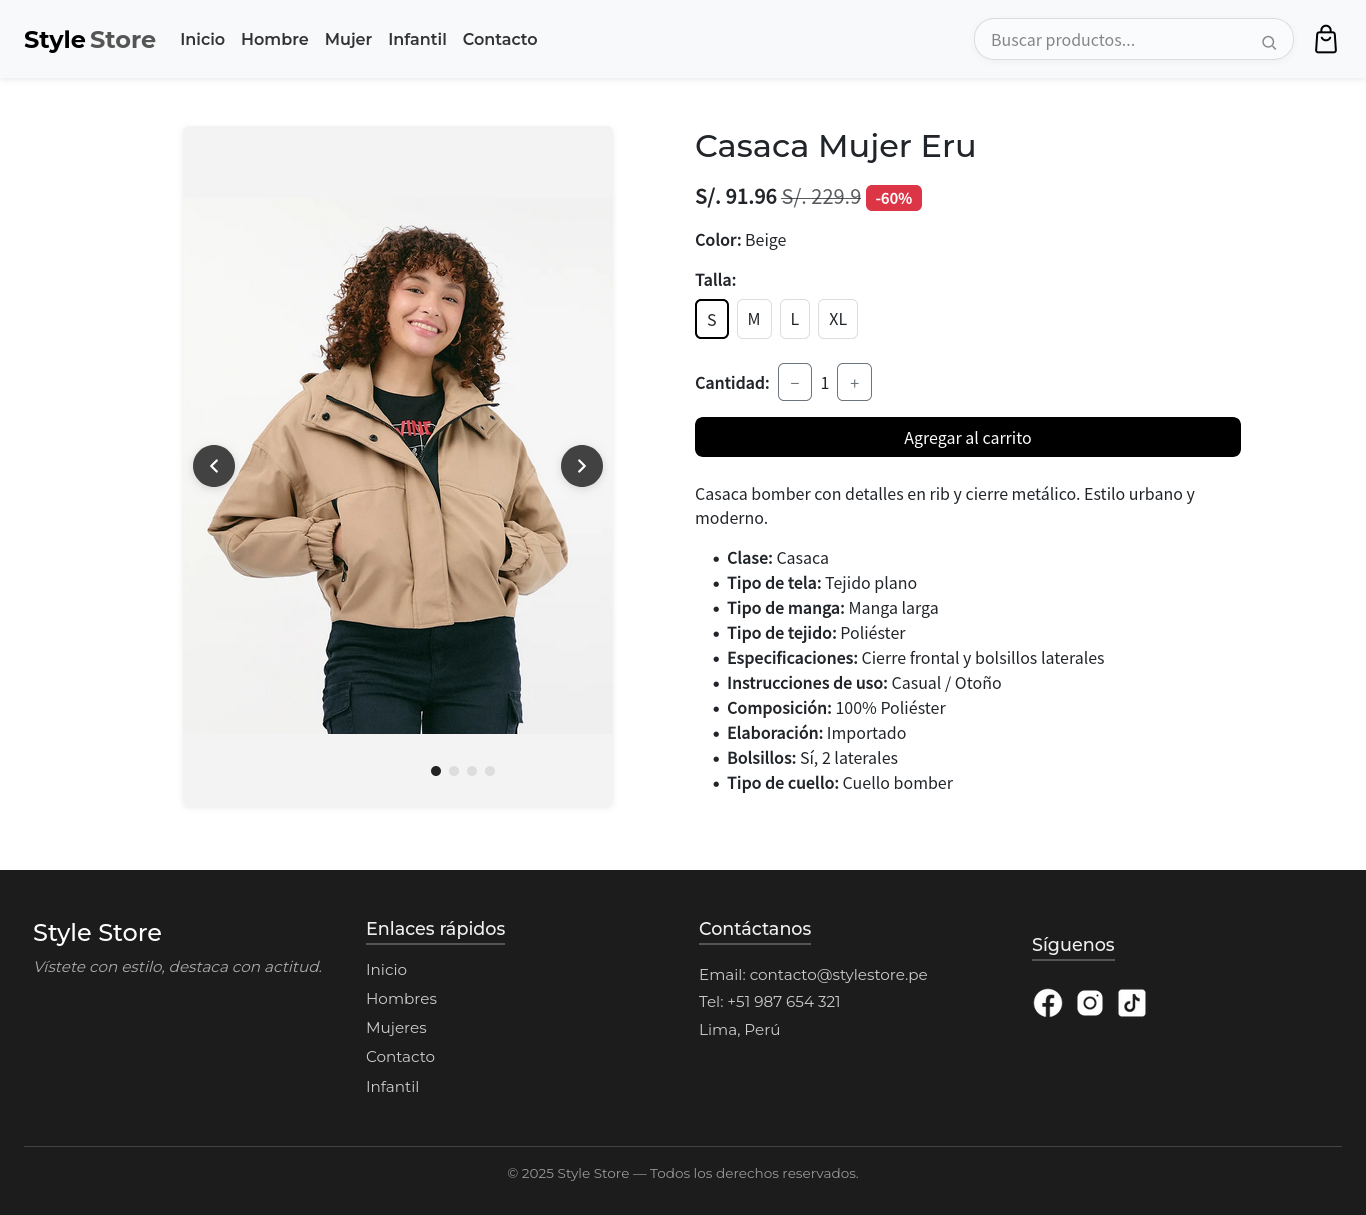 Style Store
Inicio
Hombre
Mujer
Infantil
Contacto
Buscar productos...
Casaca Mujer Eru
S/. 91.96 S/. 229.9 -60%
Color: Beige
Talla:
S
M
L
XL
Cantidad: − 1 +
Agregar al carrito
Casaca bomber con detalles en rib y cierre metálico. Estilo urbano y
moderno.
• Clase: Casaca
• Tipo de tela: Tejido plano
• Tipo de manga: Manga larga
• Tipo de tejido: Poliéster
• Especificaciones: Cierre frontal y bolsillos laterales
• Instrucciones de uso: Casual / Otoño
• Composición: 100% Poliéster
• Elaboración: Importado
• Bolsillos: Sí, 2 laterales
• Tipo de cuello: Cuello bomber
Style Store
Vístete con estilo, destaca con actitud.
Enlaces rápidos
Inicio
Hombres
Mujeres
Contacto
Infantil
Contáctanos
Email: contacto@stylestore.pe
Tel: +51 987 654 321
Lima, Perú
Síguenos
© 2025 Style Store — Todos los derechos reservados.